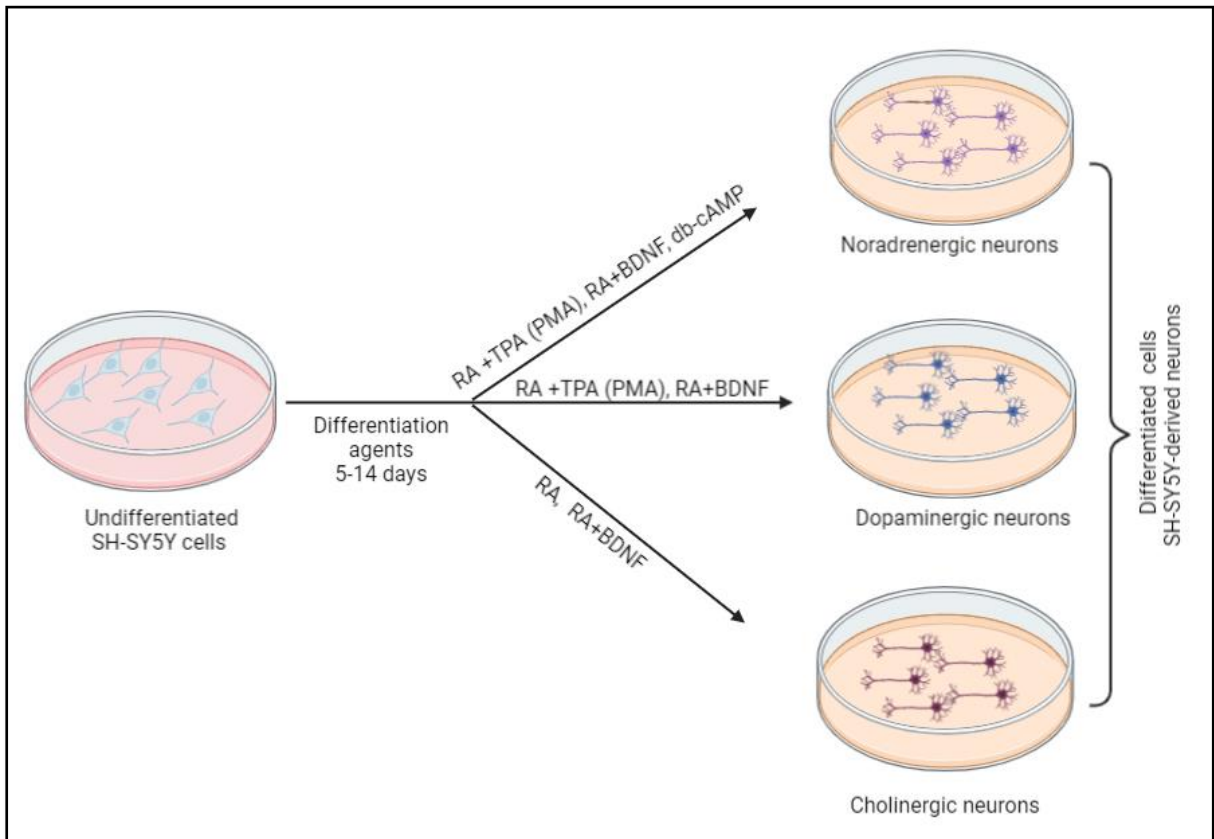 Undifferentiated
SH-SY5Y cells
Differentiation
agents
5-14 days
RA +TPA (PMA), RA+BDNF, db-cAMP
RA +TPA (PMA), RA+BDNF
RA, RA+BDNF
Noradrenergic neurons
Dopaminergic neurons
Cholinergic neurons
Differentiated cells
SH-SY5Y-derived neurons